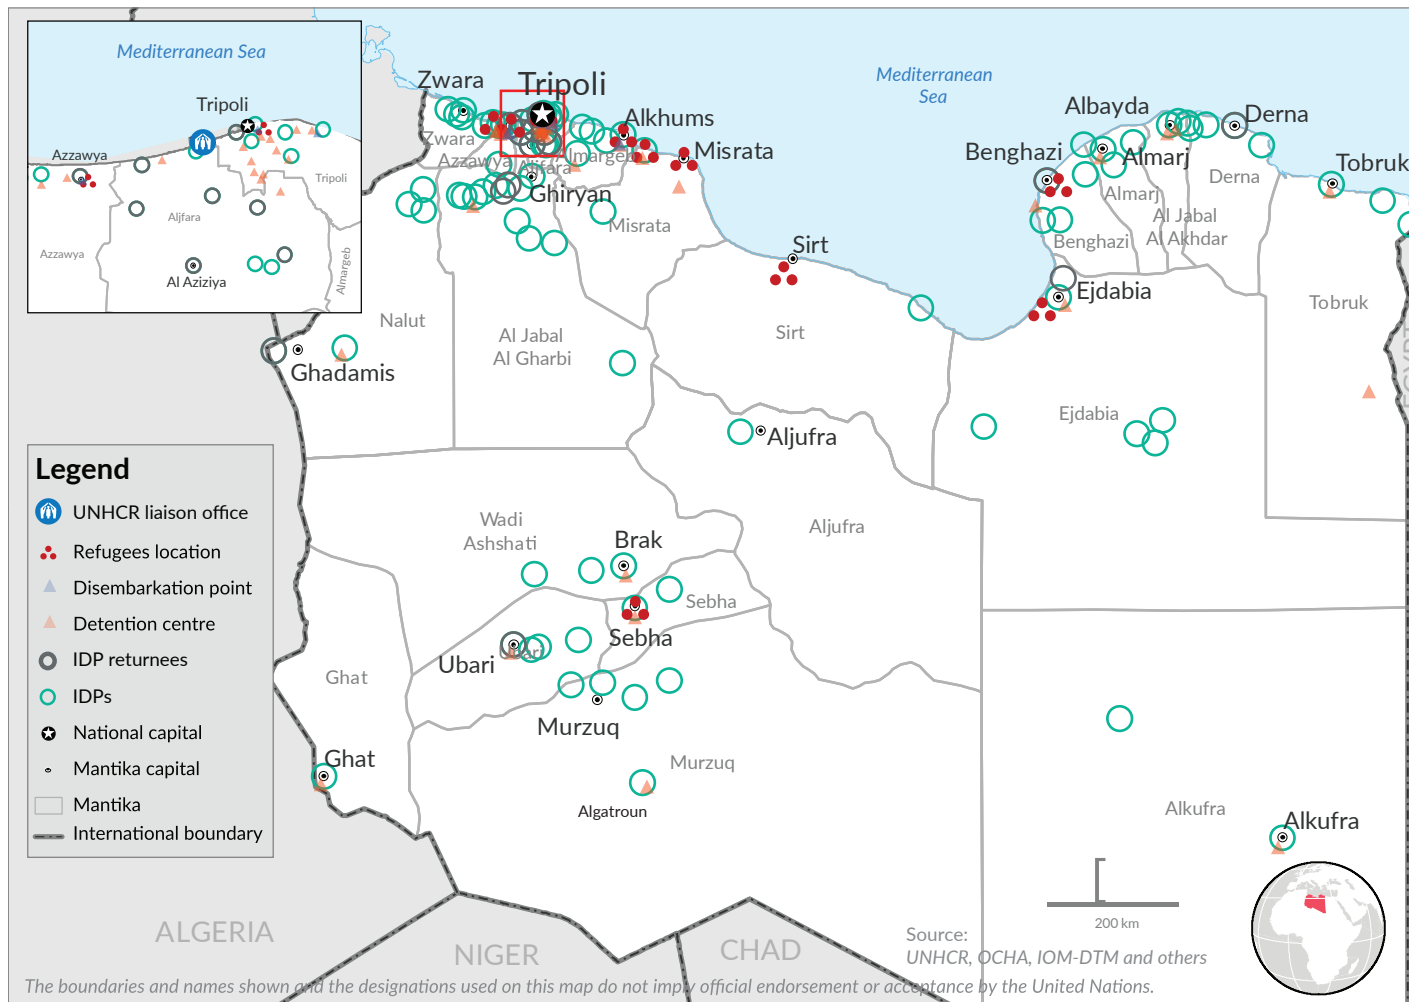 Mediterranean Sea
Tripoli
Azzawya
Tripoli
Aljfara
Azzawya
Almargeb
Al Aziziya
Mediterranean
Sea
Zwara
Tripoli
Alkhums
Misrata
Zwara
Azzawya
Aljfara
Almargeb
Ghiryan
Misrata
Albayda
Derna
Benghazi
Almarj
Tobruk
Almarj
Derna
Al Jabal
Al Akhdar
Benghazi
Sirt
Ejdabia
Tobruk
EGYPT
Nalut
Al Jabal
Al Gharbi
Sirt
Ghadamis
Ejdabia
Aljufra
Aljufra
Legend
UNHCR liaison office
Refugees location
Disembarkation point
Detention centre
IDP returnees
IDPs
National capital
Mantika capital
Mantika
International boundary
Wadi
Ashshati
Brak
Sebha
Sebha
Ubari
Ubari
Ghat
Murzuq
Ghat
Murzuq
Algatroun
Alkufra
Alkufra
200 km
ALGERIA
NIGER
CHAD
Source:
UNHCR, OCHA, IOM-DTM and others
The boundaries and names shown and the designations used on this map do not imply official endorsement or acceptance by the United Nations.